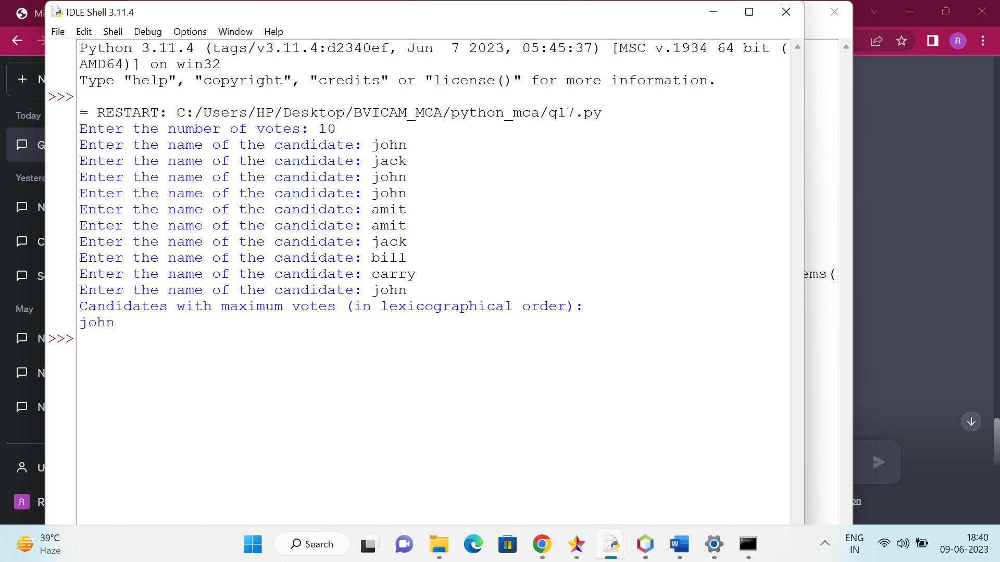 Mi
IDLE Shell 3.11.4
File Edit Shell Debug Options Window Help
Python 3.11.4 (tags/v3.11.4:d2340ef, Jun  7 2023, 05:45:37) [MSC v.1934 64 bit (
AMD64)] on win32
Type "help", "copyright", "credits" or "license()" for more information.
>>>
= RESTART: C:/Users/HP/Desktop/BVICAM_MCA/python_mca/q17.py
Enter the number of votes: 10
Enter the name of the candidate: john
Enter the name of the candidate: jack
Enter the name of the candidate: john
Enter the name of the candidate: john
Enter the name of the candidate: amit
Enter the name of the candidate: amit
Enter the name of the candidate: jack
Enter the name of the candidate: bill
Enter the name of the candidate: carry
Enter the name of the candidate: john
Candidates with maximum votes (in lexicographical order):
john
>>>
ems(
R
N
Today
G
Yesterd
N
C
Se
May
N
N
N
U
R R
on
39°C
Haze
Search
ENG
IN
18:40
09-06-2023